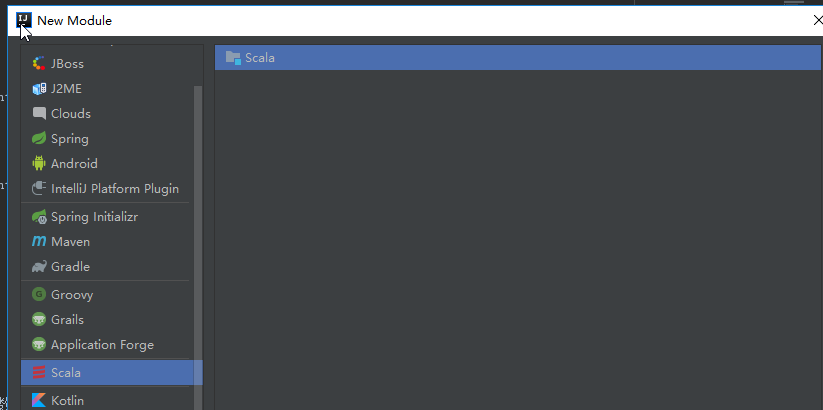 New Module
JBoss
J2ME
Clouds
Spring
Android
IntelliJ Platform Plugin
Spring Initializr
Maven
Gradle
Groovy
Grails
Application Forge
Scala
Kotlin
Scala